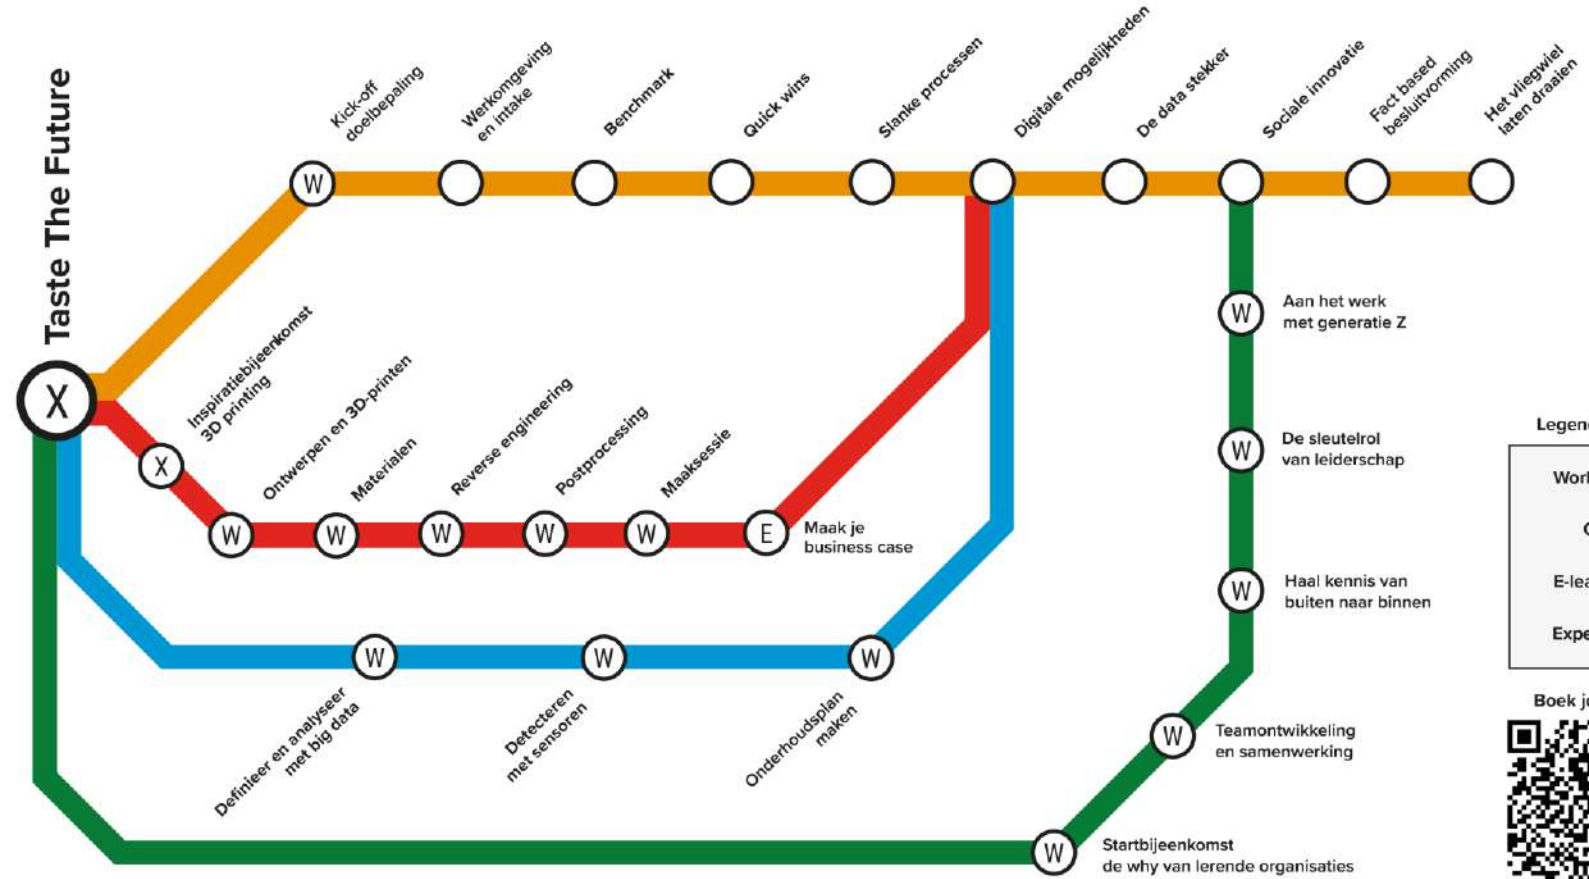 Taste The Future
X
Kick-off
doelbepaling
W
Werkomgeving
en intake
Benchmark
Quick wins
Slanke processen
Digitale mogelijkheden
De data stekker
Sociale innovatie
Fact based
besluitvorming
Het vliegwiel
laten draaien
Inspiratiebijeenkomst
3D printing
X
Ontwerpen en 3D-printen
W
Materialen
W
Reverse engineering
W
Postprocessing
W
Maaksessie
W
E
Maak je
business case
W
Definieer en analyseer
met big data
W
Detecteren
met sensoren
W
Onderhoudsplan
maken
W
Aan het werk
met generatie Z
W
De sleutelrol
van leiderschap
W
Haal kennis van
buiten naar binnen
W
Teamontwikkeling
en samenwerking
W
Startbijeenkomst
de why van lerende organisaties
Boek